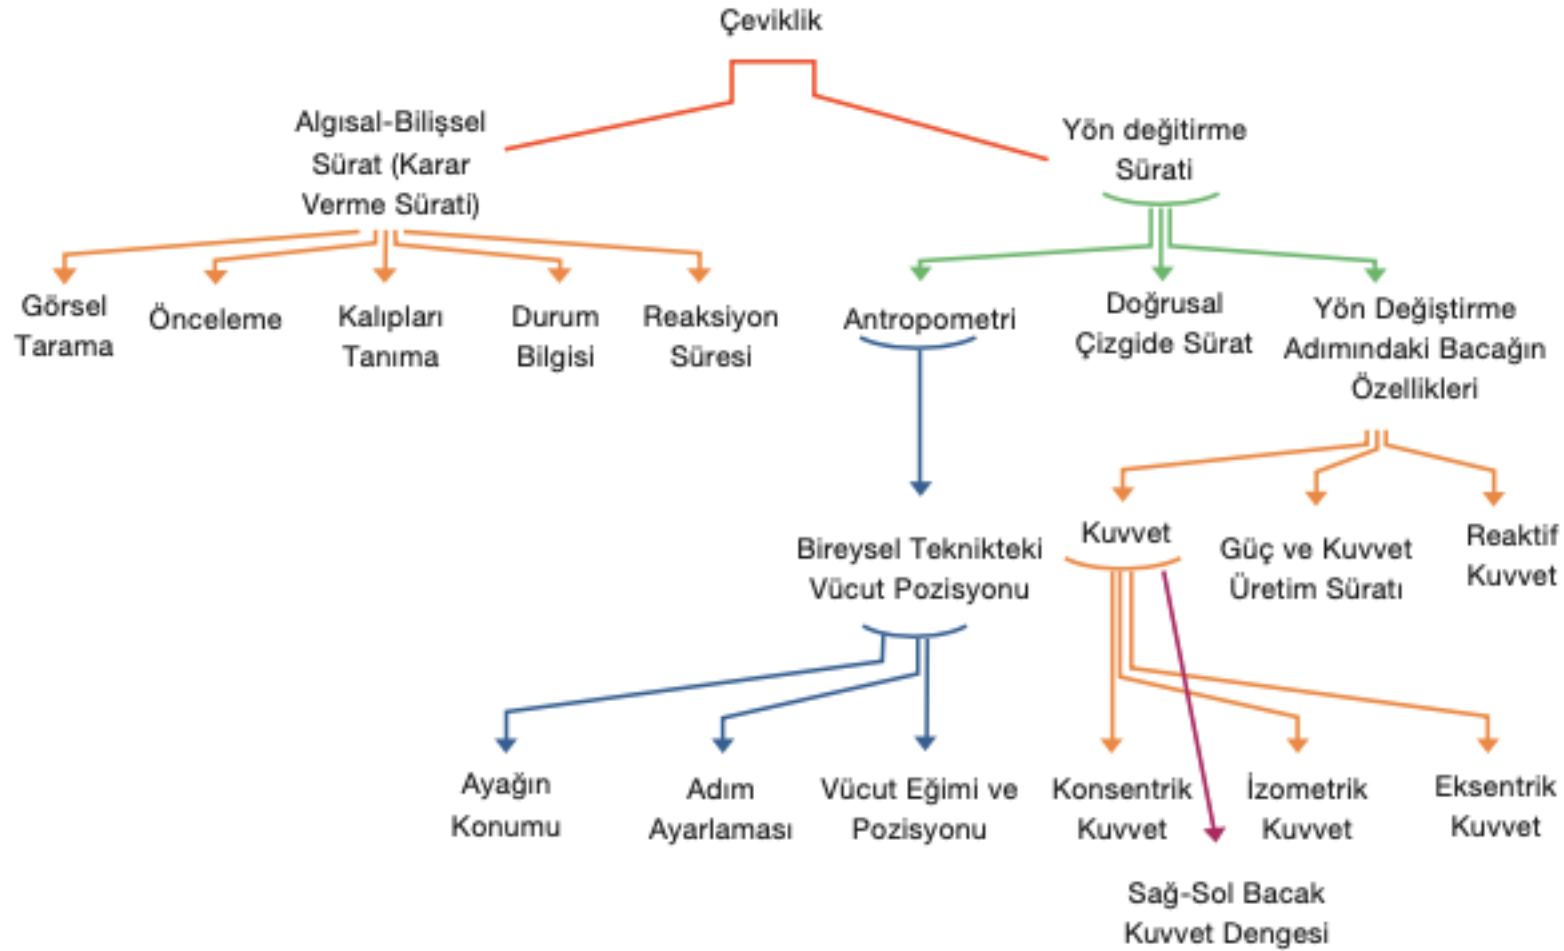 Çeviklik
Algısal-Bilişsel
Sürat (Karar
Verme Sürati)
Yön değitirme
Sürati
Görsel
Tarama
Önceleme
Kalıpları
Tanıma
Durum
Bilgisi
Reaksiyon
Süresi
Antropometri
Doğrusal
Çizgide Sürat
Yön Değiştirme
Adımındaki Bacağın
Özellikleri
Bireysel Teknikteki
Vücut Pozisyonu
Kuvvet
Güç ve Kuvvet
Üretim Süratı
Reaktif
Kuvvet
Ayağın
Konumu
Adım
Ayarlaması
Vücut Eğimi ve
Pozisyonu
Konsentrik
Kuvvet
İzometrik
Kuvvet
Eksentrik
Kuvvet
Sağ-Sol Bacak
Kuvvet Dengesi